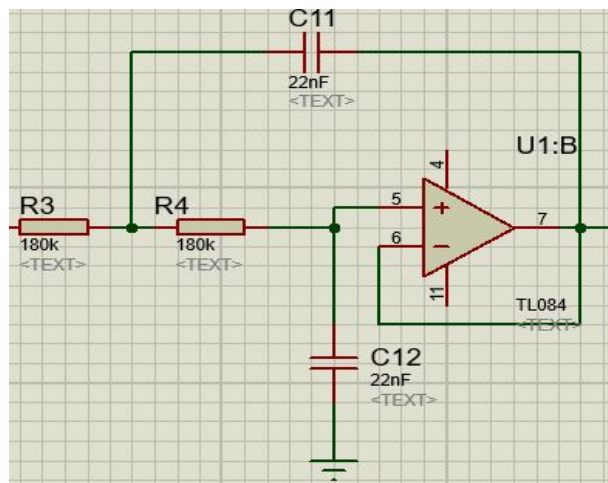 C11
22nF
<TEXT>
U1:B
4
R3
180k
<TEXT>
R4
180k
<TEXT>
5
6
7
11
TL084
<TEXT>
C12
22nF
<TEXT>